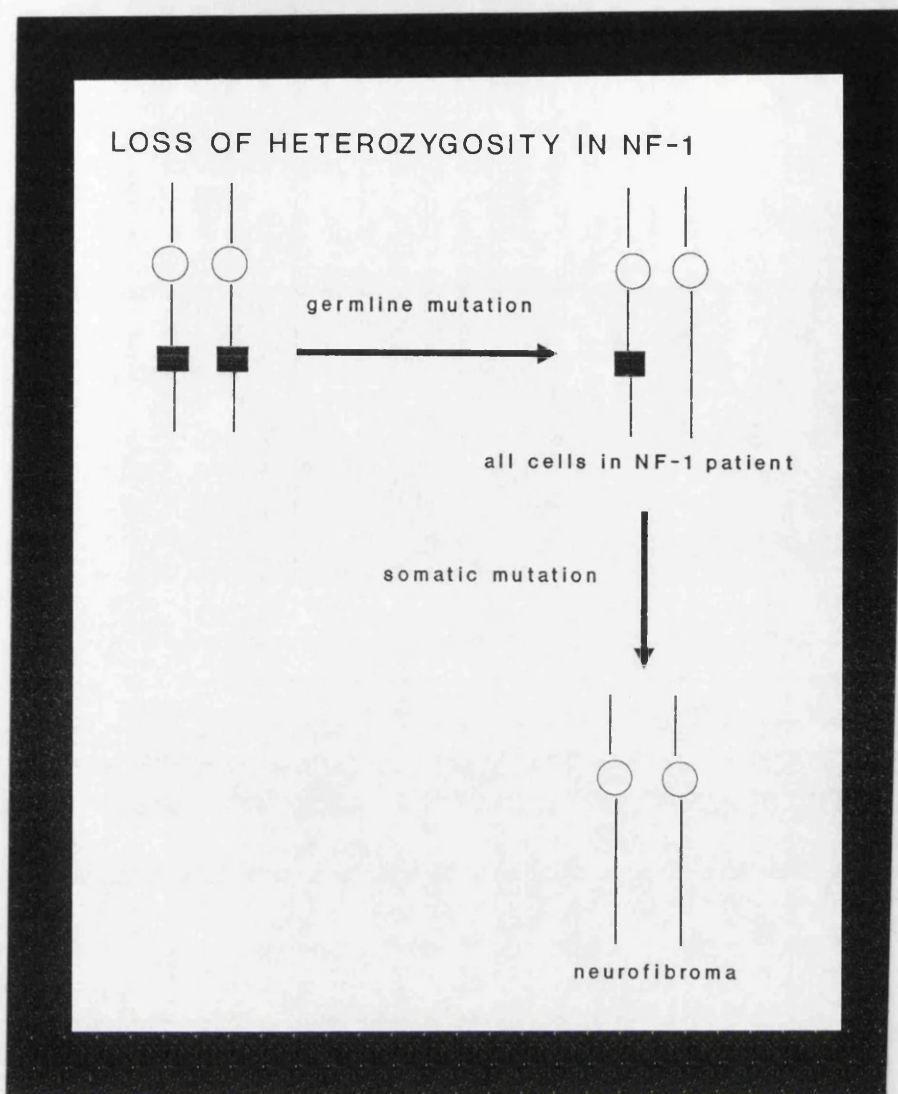 LOSS OF HETEROZYGOSITY IN NF-1
germline mutation
all cells in NF-1 patient
somatic mutation
neurofibroma